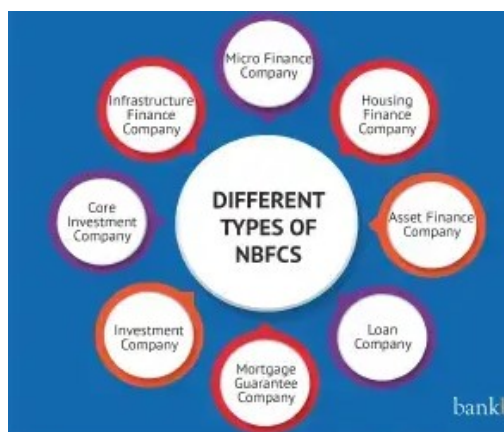 Micro Finance
Company
Infrastructure
Finance
Company
Housing
Finance
Company
Core
Investment
Company
DIFFERENT
TYPES OF
NBFCS
Asset Finance
Company
Investment
Company
Loan
Company
Mortgage
Guarantee
Company
bank